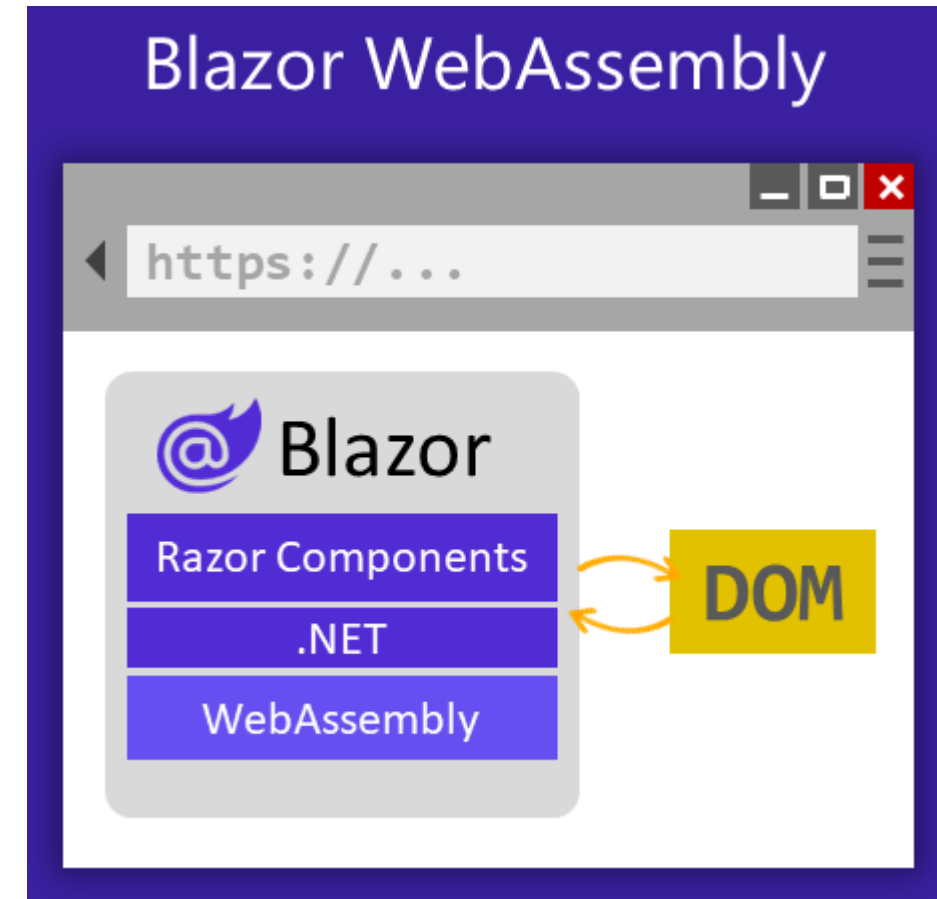 Blazor WebAssembly
https://...
Blazor
Razor Components
.NET
WebAssembly
DOM